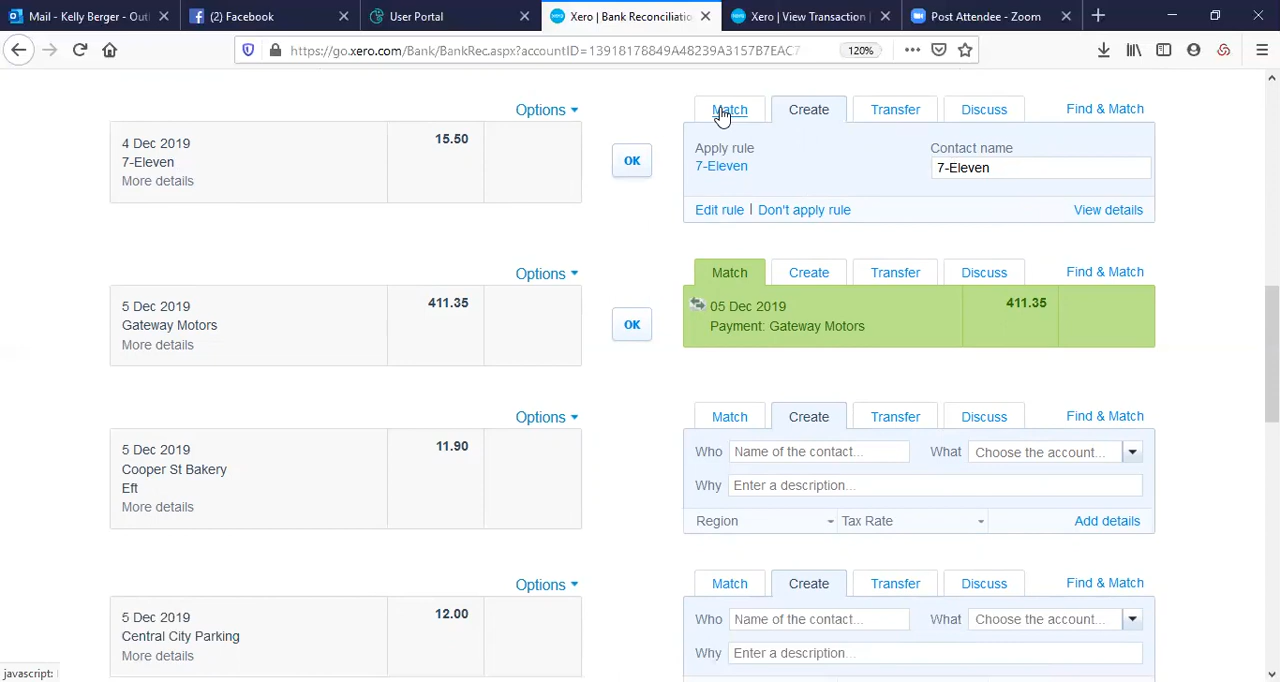 Mail - Kelly Berger - Outl
(2) Facebook
User Portal
Xero | Bank Reconciliatio
Xero | View Transaction |
Post Attendee - Zoom
https://go.xero.com/Bank/BankRec.aspx?accountID=13918176849A48239A3157B7EAC7
120%
Options
Match Create Transfer Discuss Find & Match
4 Dec 2019 15.50
7-Eleven
More details
OK
Apply rule Contact name
7-Eleven 7-Eleven
Edit rule | Don't apply rule View details
Options
Match Create Transfer Discuss Find & Match
5 Dec 2019 411.35
Gateway Motors
More details
OK
05 Dec 2019 411.35
Payment: Gateway Motors
Options
Match Create Transfer Discuss Find & Match
5 Dec 2019 11.90
Cooper St Bakery
Eft
More details
Who Name of the contact... What Choose the account...
Why Enter a description...
Region Tax Rate Add details
Options
Match Create Transfer Discuss Find & Match
5 Dec 2019 12.00
Central City Parking
More details
Who Name of the contact... What Choose the account...
Why Enter a description...
javascript: